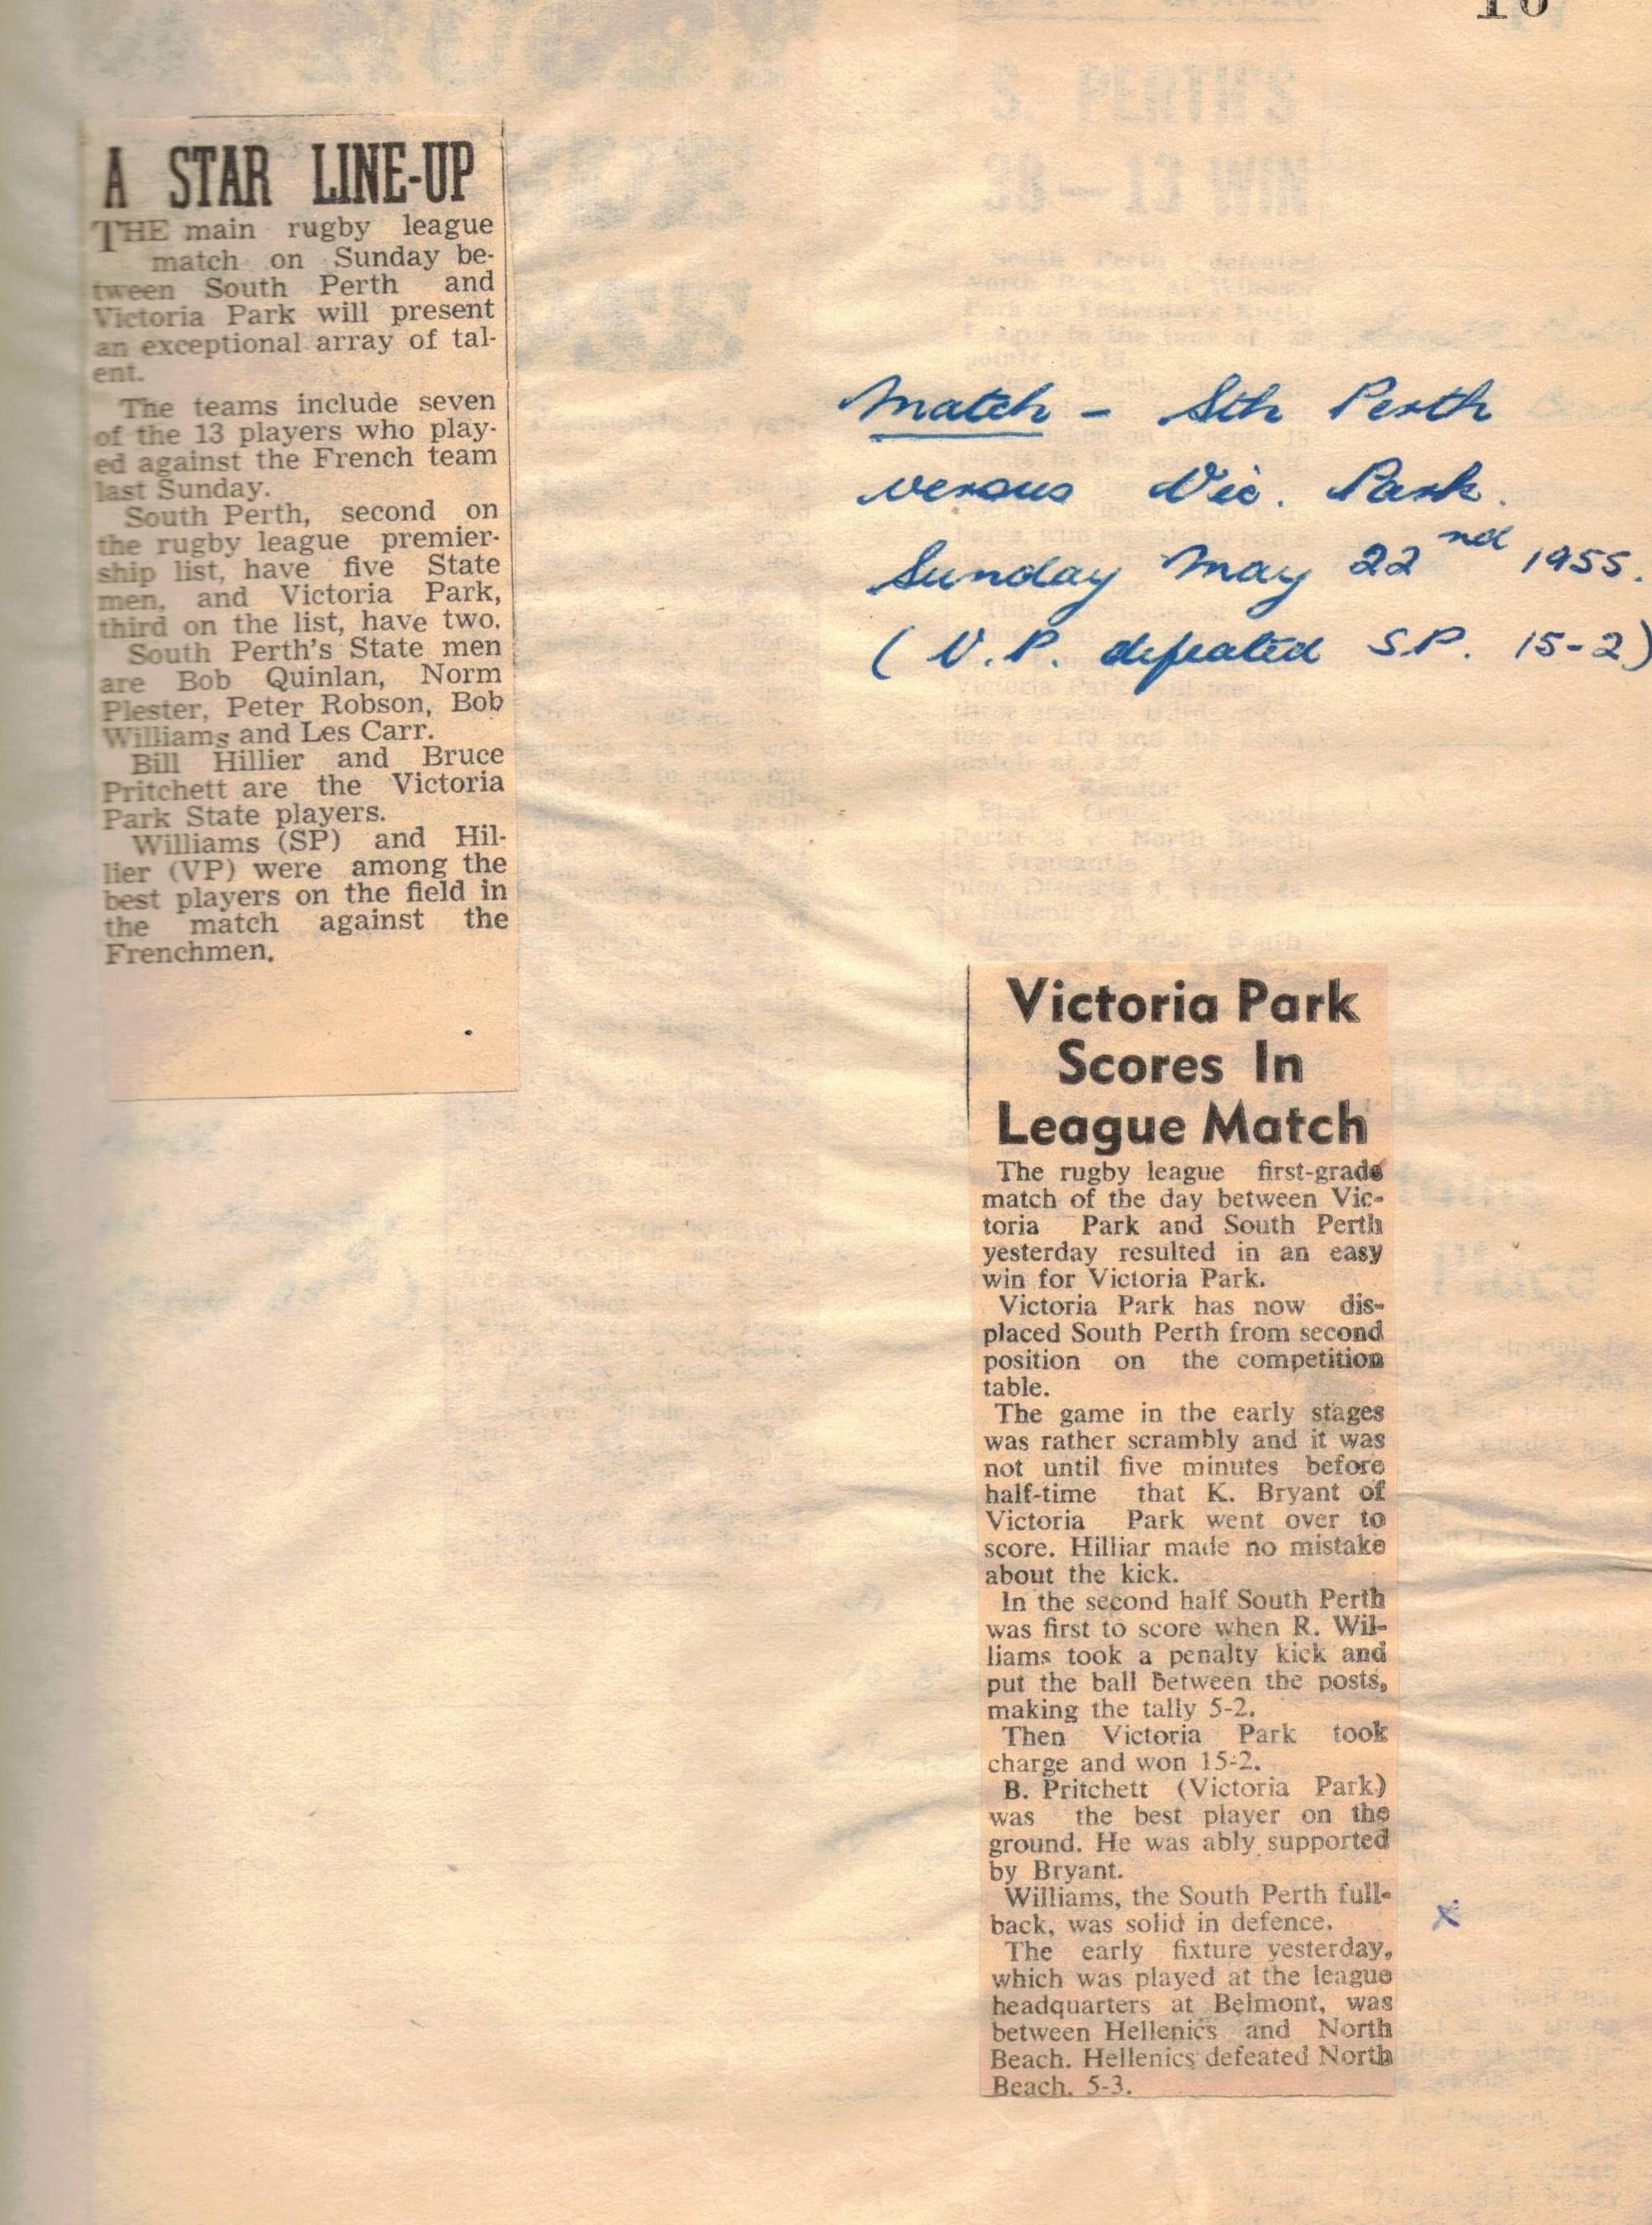 A STAR LINE-UP
THE main rugby league
match on Sunday be-
tween South Perth and
Victoria Park will present
an exceptional array of tal-
ent.
The teams include seven
of the 13 players who play-
ed against the French team
last Sunday.
South Perth, second on
the rugby league premier-
ship list, have five State
men, and Victoria Park,
third on the list, have two.
South Perth's State men
are Bob Quinlan, Norm
Plester, Peter Robson, Bob
Williams and Les Carr.
Bill Hillier and Bruce
Pritchett are the Victoria
Park State players.
Williams (SP) and Hil-
lier (VP) were among the
best players on the field in
the match against the
Frenchmen.
Match - Sth Perth
versus Vic. Park.
Sunday May 22nd 1955.
(V.P. defeated S.P. 15-2)
Victoria Park
Scores In
League Match
The rugby league first-grade
match of the day between Vic-
toria Park and South Perth
yesterday resulted in an easy
win for Victoria Park.
Victoria Park has now dis-
placed South Perth from second
position on the competition
table.
The game in the early stages
was rather scrambly and it was
not until five minutes before
half-time that K. Bryant of
Victoria Park went over to
score. Hilliar made no mistake
about the kick.
In the second half South Perth
was first to score when R. Wil-
liams took a penalty kick and
put the ball between the posts,
making the tally 5-2.
Then Victoria Park took
charge and won 15-2.
B. Pritchett (Victoria Park)
was the best player on the
ground. He was ably supported
by Bryant.
Williams, the South Perth full-
back, was solid in defence.
The early fixture yesterday,
which was played at the league
headquarters at Belmont, was
between Hellenics and North
Beach. Hellenics defeated North
Beach. 5-3.
X